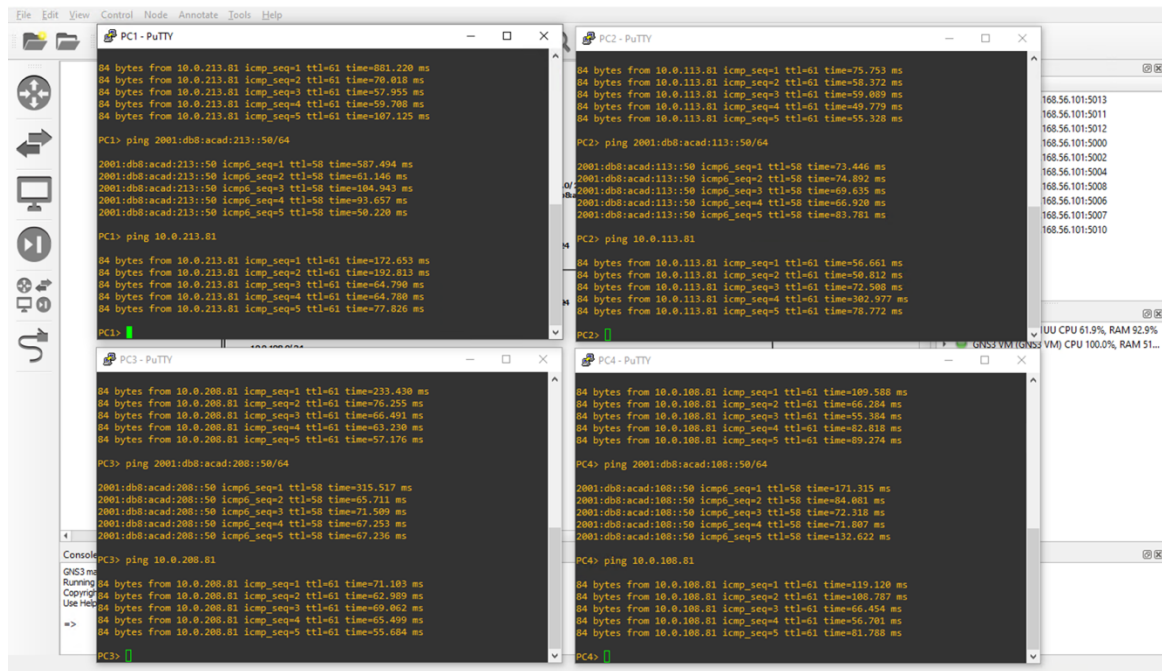 File Edit View Control Node Annotate Tools Help
PC1 - PuTTY
84 bytes from 10.0.213.81 icmp_seq=1 ttl=61 time=881.220 ms
84 bytes from 10.0.213.81 icmp_seq=2 ttl=61 time=70.018 ms
84 bytes from 10.0.213.81 icmp_seq=3 ttl=61 time=57.955 ms
84 bytes from 10.0.213.81 icmp_seq=4 ttl=61 time=59.708 ms
84 bytes from 10.0.213.81 icmp_seq=5 ttl=61 time=107.125 ms
PC1> ping 2001:db8:acad:213::50/64
2001:db8:acad:213::50 icmp6_seq=1 ttl=58 time=587.494 ms
2001:db8:acad:213::50 icmp6_seq=2 ttl=58 time=61.146 ms
2001:db8:acad:213::50 icmp6_seq=3 ttl=58 time=104.943 ms
2001:db8:acad:213::50 icmp6_seq=4 ttl=58 time=93.657 ms
2001:db8:acad:213::50 icmp6_seq=5 ttl=58 time=50.220 ms
PC1> ping 10.0.213.81
84 bytes from 10.0.213.81 icmp_seq=1 ttl=61 time=172.653 ms
84 bytes from 10.0.213.81 icmp_seq=2 ttl=61 time=192.813 ms
84 bytes from 10.0.213.81 icmp_seq=3 ttl=61 time=64.790 ms
84 bytes from 10.0.213.81 icmp_seq=4 ttl=61 time=64.780 ms
84 bytes from 10.0.213.81 icmp_seq=5 ttl=61 time=77.826 ms
PC1>
PC2 - PuTTY
84 bytes from 10.0.113.81 icmp_seq=1 ttl=61 time=75.753 ms
84 bytes from 10.0.113.81 icmp_seq=2 ttl=61 time=58.372 ms
84 bytes from 10.0.113.81 icmp_seq=3 ttl=61 time=59.089 ms
84 bytes from 10.0.113.81 icmp_seq=4 ttl=61 time=49.779 ms
84 bytes from 10.0.113.81 icmp_seq=5 ttl=61 time=55.328 ms
PC2> ping 2001:db8:acad:113::50/64
2001:db8:acad:113::50 icmp6_seq=1 ttl=58 time=73.446 ms
2001:db8:acad:113::50 icmp6_seq=2 ttl=58 time=74.892 ms
2001:db8:acad:113::50 icmp6_seq=3 ttl=58 time=69.635 ms
2001:db8:acad:113::50 icmp6_seq=4 ttl=58 time=66.920 ms
2001:db8:acad:113::50 icmp6_seq=5 ttl=58 time=83.781 ms
PC2> ping 10.0.113.81
84 bytes from 10.0.113.81 icmp_seq=1 ttl=61 time=56.661 ms
84 bytes from 10.0.113.81 icmp_seq=2 ttl=61 time=50.812 ms
84 bytes from 10.0.113.81 icmp_seq=3 ttl=61 time=72.508 ms
84 bytes from 10.0.113.81 icmp_seq=4 ttl=61 time=302.977 ms
84 bytes from 10.0.113.81 icmp_seq=5 ttl=61 time=78.772 ms
PC2>
168.56.101:5013
168.56.101:5011
168.56.101:5012
168.56.101:5000
168.56.101:5002
168.56.101:5004
168.56.101:5008
168.56.101:5006
168.56.101:5007
168.56.101:5010
UU CPU 61.9%, RAM 92.9%
GNS3 VM (GNS3 VM) CPU 100.0%, RAM 51...
PC3 - PuTTY
84 bytes from 10.0.208.81 icmp_seq=1 ttl=61 time=233.430 ms
84 bytes from 10.0.208.81 icmp_seq=2 ttl=61 time=76.255 ms
84 bytes from 10.0.208.81 icmp_seq=3 ttl=61 time=66.491 ms
84 bytes from 10.0.208.81 icmp_seq=4 ttl=61 time=63.230 ms
84 bytes from 10.0.208.81 icmp_seq=5 ttl=61 time=57.176 ms
PC3> ping 2001:db8:acad:208::50/64
2001:db8:acad:208::50 icmp6_seq=1 ttl=58 time=315.517 ms
2001:db8:acad:208::50 icmp6_seq=2 ttl=58 time=65.711 ms
2001:db8:acad:208::50 icmp6_seq=3 ttl=58 time=71.509 ms
2001:db8:acad:208::50 icmp6_seq=4 ttl=58 time=67.253 ms
2001:db8:acad:208::50 icmp6_seq=5 ttl=58 time=67.236 ms
PC3> ping 10.0.208.81
84 bytes from 10.0.208.81 icmp_seq=1 ttl=61 time=71.103 ms
84 bytes from 10.0.208.81 icmp_seq=2 ttl=61 time=62.989 ms
84 bytes from 10.0.208.81 icmp_seq=3 ttl=61 time=69.062 ms
84 bytes from 10.0.208.81 icmp_seq=4 ttl=61 time=65.499 ms
84 bytes from 10.0.208.81 icmp_seq=5 ttl=61 time=55.684 ms
PC3>
PC4 - PuTTY
84 bytes from 10.0.108.81 icmp_seq=1 ttl=61 time=109.588 ms
84 bytes from 10.0.108.81 icmp_seq=2 ttl=61 time=66.284 ms
84 bytes from 10.0.108.81 icmp_seq=3 ttl=61 time=55.384 ms
84 bytes from 10.0.108.81 icmp_seq=4 ttl=61 time=82.818 ms
84 bytes from 10.0.108.81 icmp_seq=5 ttl=61 time=89.274 ms
PC4> ping 2001:db8:acad:108::50/64
2001:db8:acad:108::50 icmp6_seq=1 ttl=58 time=171.315 ms
2001:db8:acad:108::50 icmp6_seq=2 ttl=58 time=84.081 ms
2001:db8:acad:108::50 icmp6_seq=3 ttl=58 time=72.318 ms
2001:db8:acad:108::50 icmp6_seq=4 ttl=58 time=71.807 ms
2001:db8:acad:108::50 icmp6_seq=5 ttl=58 time=132.622 ms
PC4> ping 10.0.108.81
84 bytes from 10.0.108.81 icmp_seq=1 ttl=61 time=119.120 ms
84 bytes from 10.0.108.81 icmp_seq=2 ttl=61 time=108.787 ms
84 bytes from 10.0.108.81 icmp_seq=3 ttl=61 time=66.454 ms
84 bytes from 10.0.108.81 icmp_seq=4 ttl=61 time=56.701 ms
84 bytes from 10.0.108.81 icmp_seq=5 ttl=61 time=81.788 ms
PC4>
Console
GNS3 ma
Running
Copyrigh
Use Help
=>